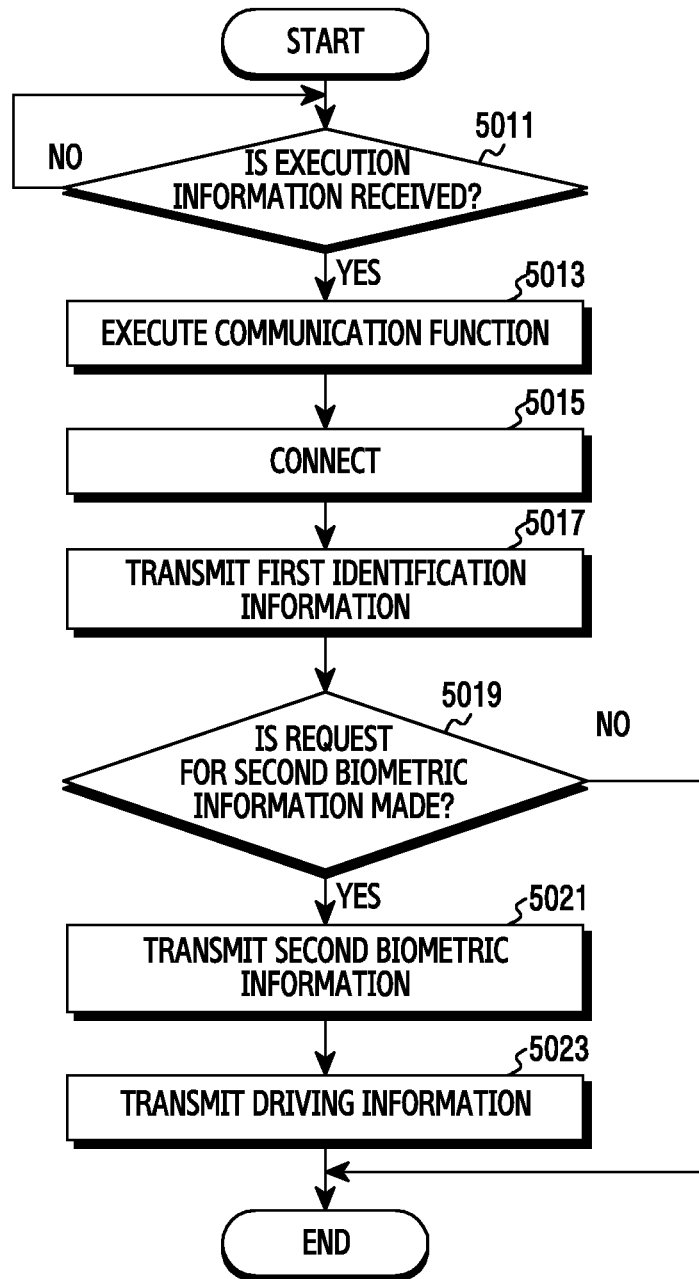 START
5011
NO
IS EXECUTION
INFORMATION RECEIVED?
YES
5013
EXECUTE COMMUNICATION FUNCTION
5015
CONNECT
5017
TRANSMIT FIRST IDENTIFICATION
INFORMATION
5019
NO
IS REQUEST
FOR SECOND BIOMETRIC
INFORMATION MADE?
YES
5021
TRANSMIT SECOND BIOMETRIC
INFORMATION
5023
TRANSMIT DRIVING INFORMATION
END